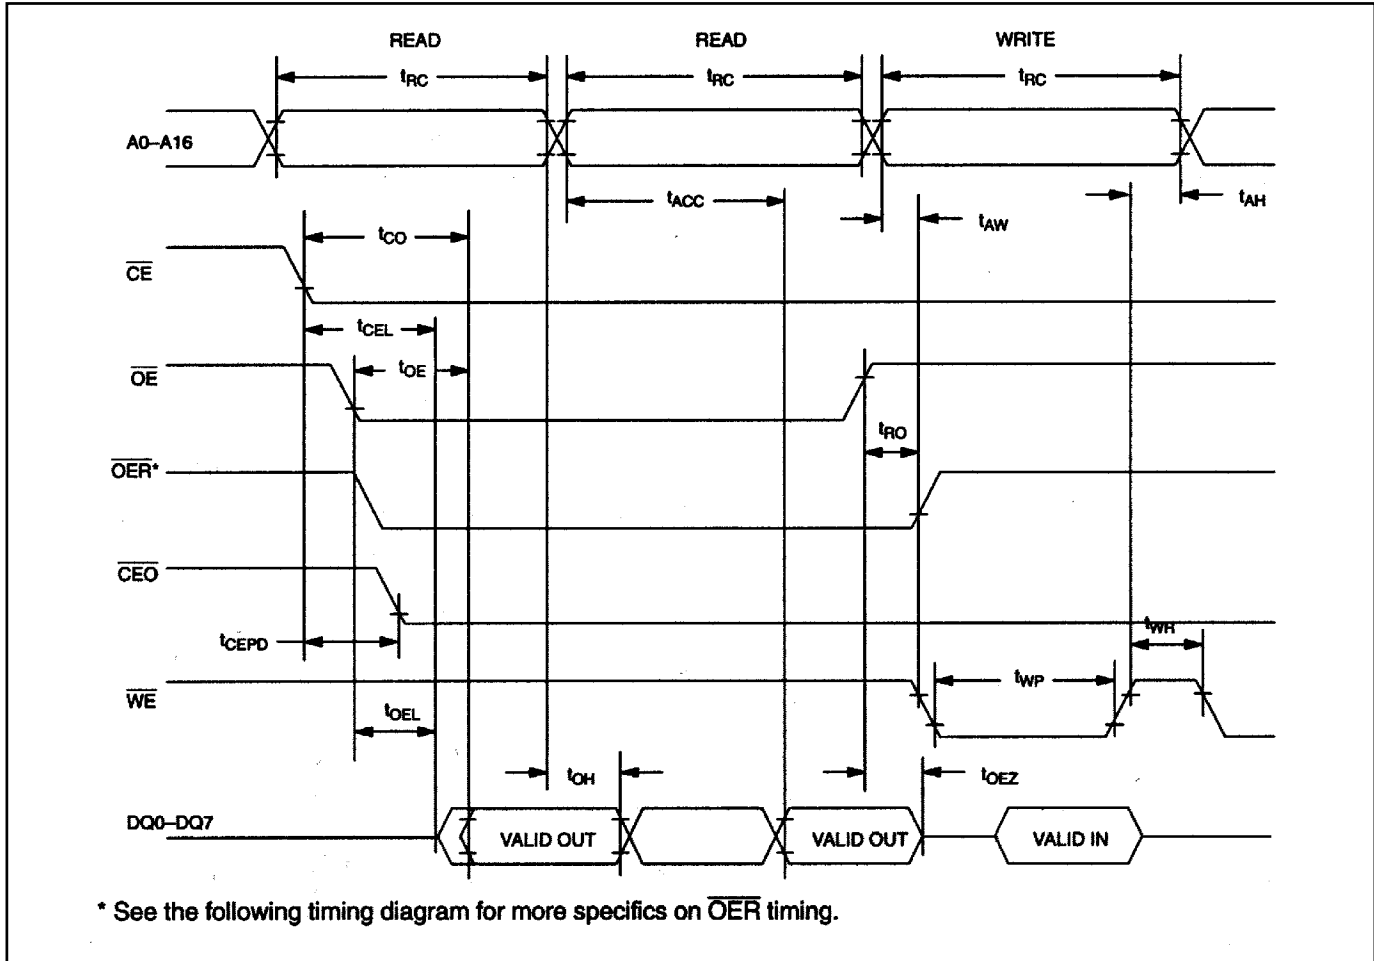 READ READ WRITE
tRC tRC tRC
A0–A16
tACC tAH
tAW
tCO
CE
tCEL
tOE
OE
tRO
OER*
CEO
tCEPD tWR
WE tWP
tOEL
tOH tOEZ
DQ0–DQ7
VALID OUT VALID OUT VALID IN
* See the following timing diagram for more specifics on OER timing.